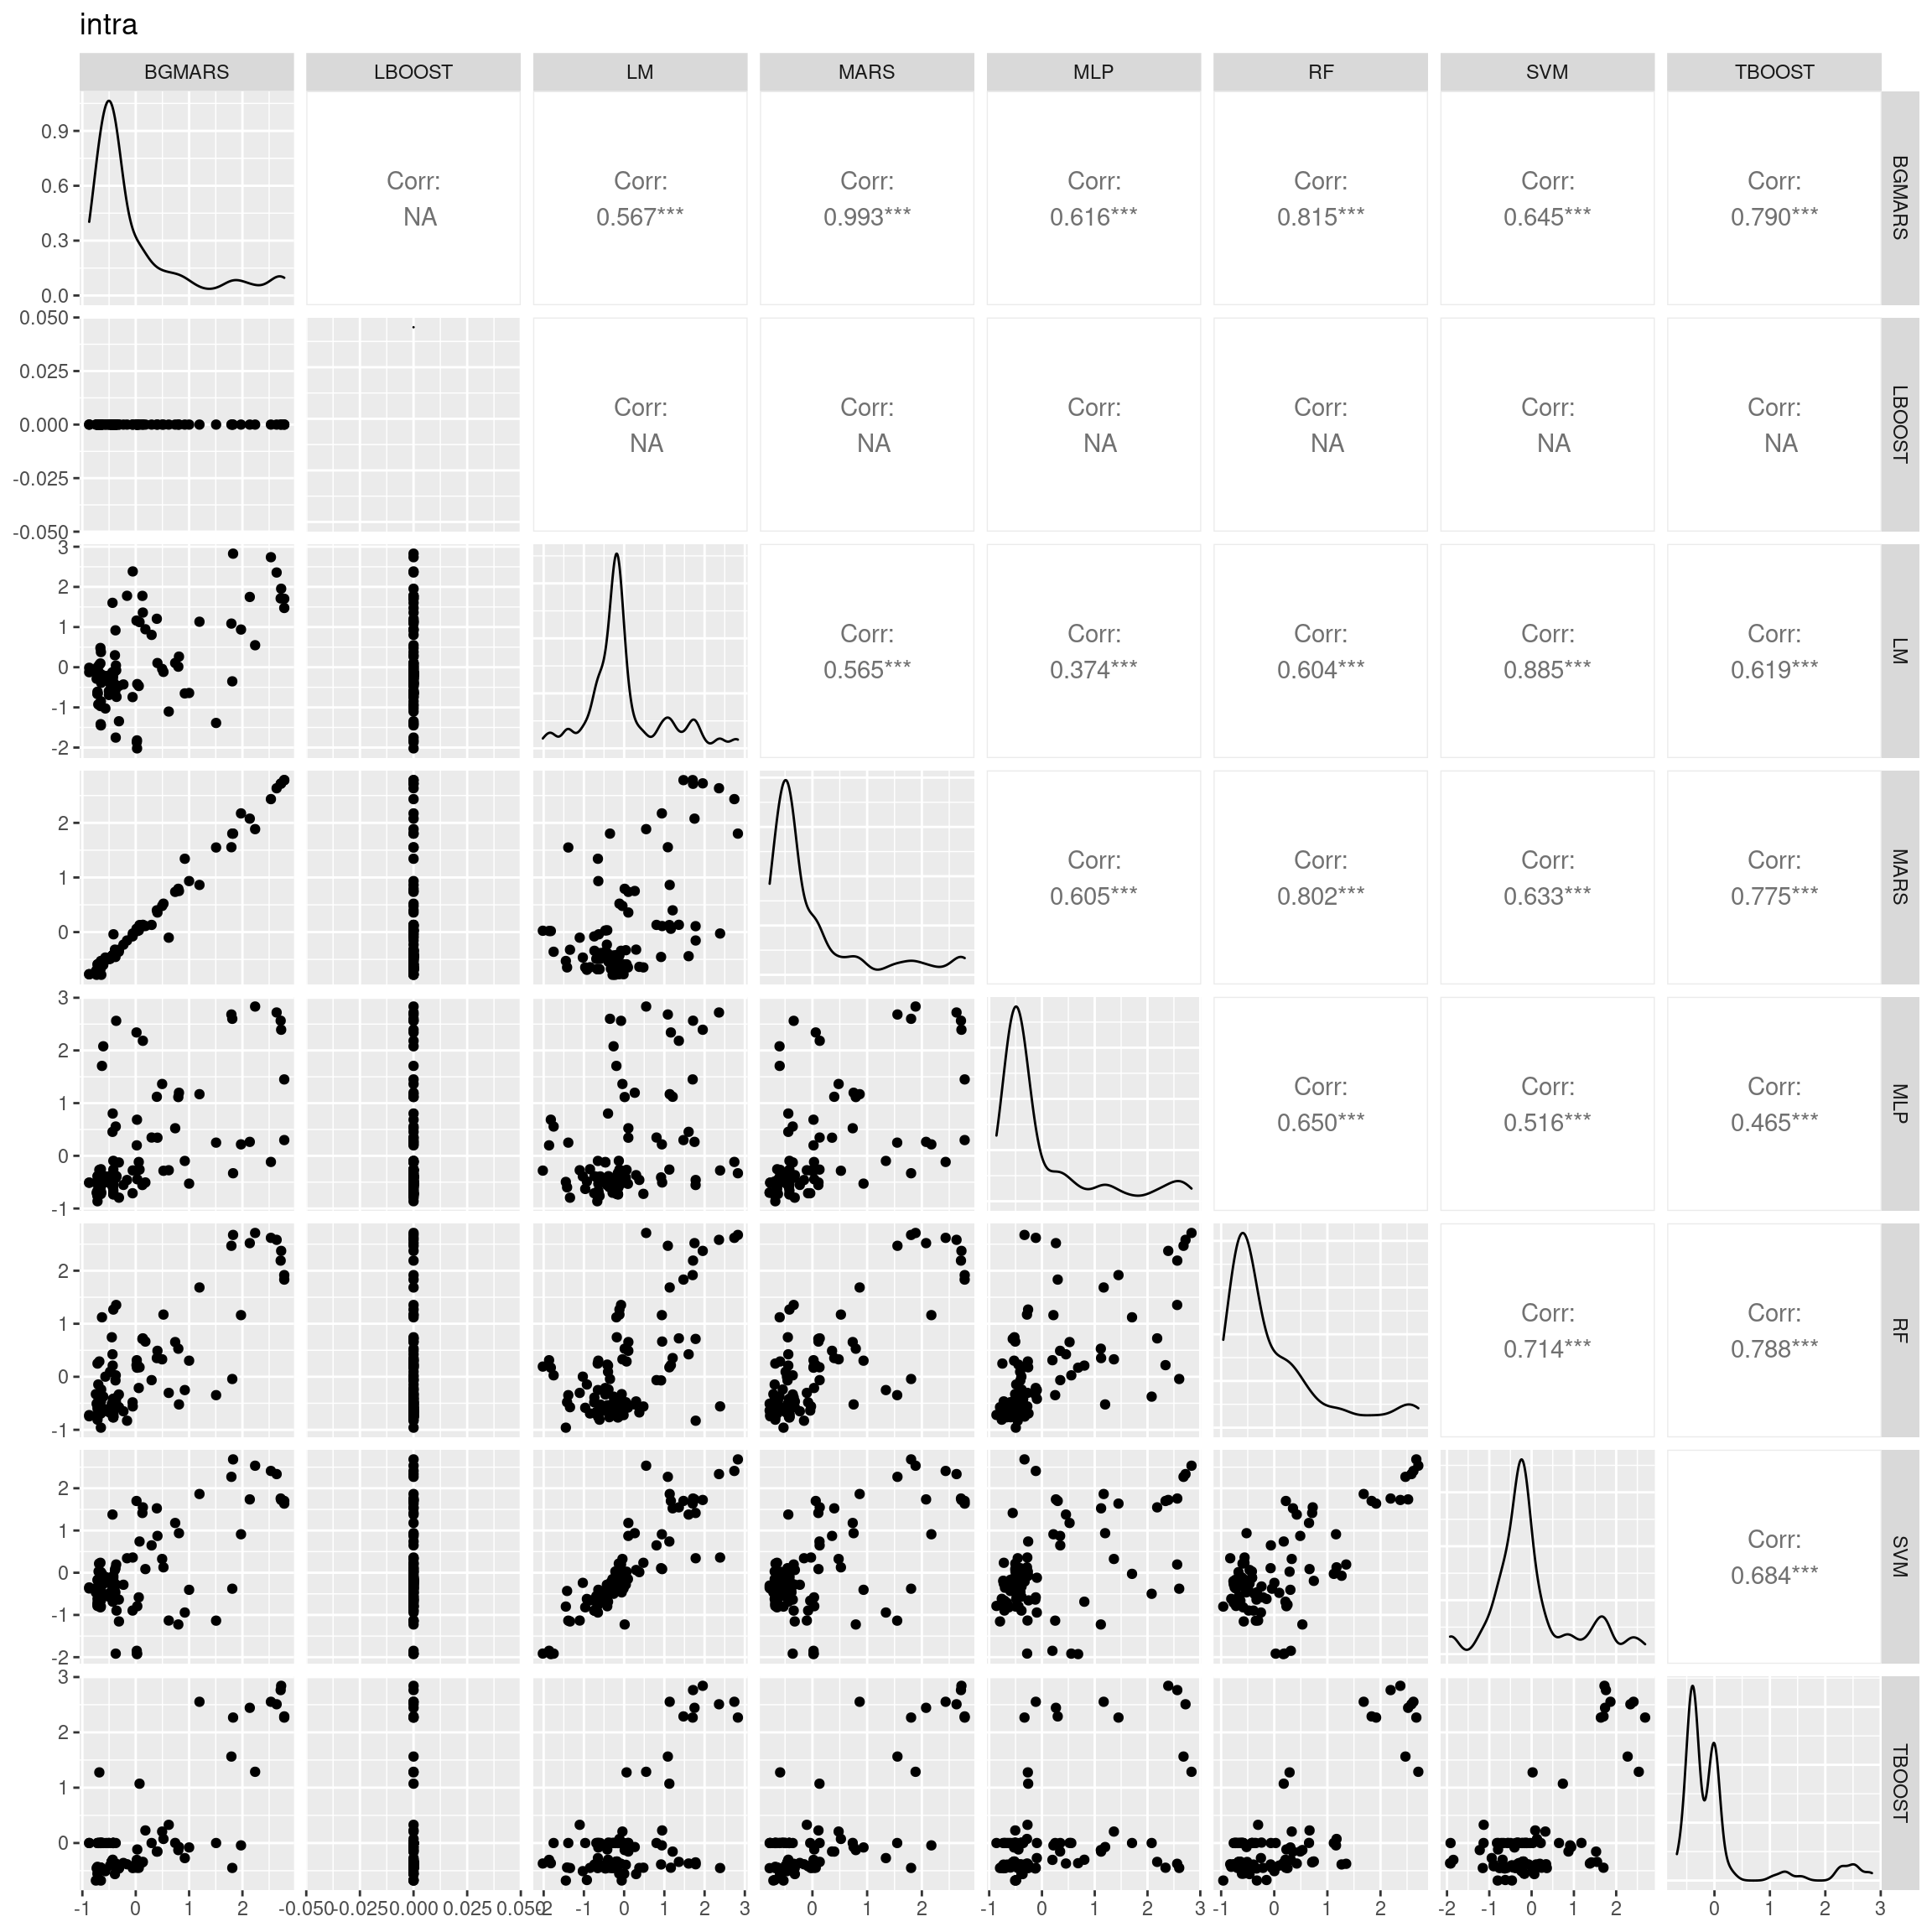 intra
BGMARS LBOOST LM MARS MLP RF SVM TBOOST
0.9
0.6
0.3
0.0
Corr: Corr: Corr: Corr: Corr: Corr: Corr:
NA 0.567*** 0.993*** 0.616*** 0.815*** 0.645*** 0.790***
BGMARS
0.050
0.025
0.000
-0.025
-0.050
Corr: Corr: Corr: Corr: Corr: Corr:
NA NA NA NA NA NA
LBOOST
3
2
1
0
-1
-2
Corr: Corr: Corr: Corr: Corr:
0.565*** 0.374*** 0.604*** 0.885*** 0.619***
LM
2
1
0
Corr: Corr: Corr: Corr:
0.605*** 0.802*** 0.633*** 0.775***
MARS
3
2
1
0
-1
Corr: Corr: Corr:
0.650*** 0.516*** 0.465***
MLP
2
1
0
-1
Corr: Corr:
0.714*** 0.788***
RF
2
1
0
-1
-2
Corr:
0.684***
SVM
3
2
1
0
TBOOST
-1 0 1 2 -0.050 -0.025 0.000 0.025 0.050 -2 -1 0 1 2 3 0 1 2 -1 0 1 2 3 -1 0 1 2 -2 -1 0 1 2 0 1 2 3